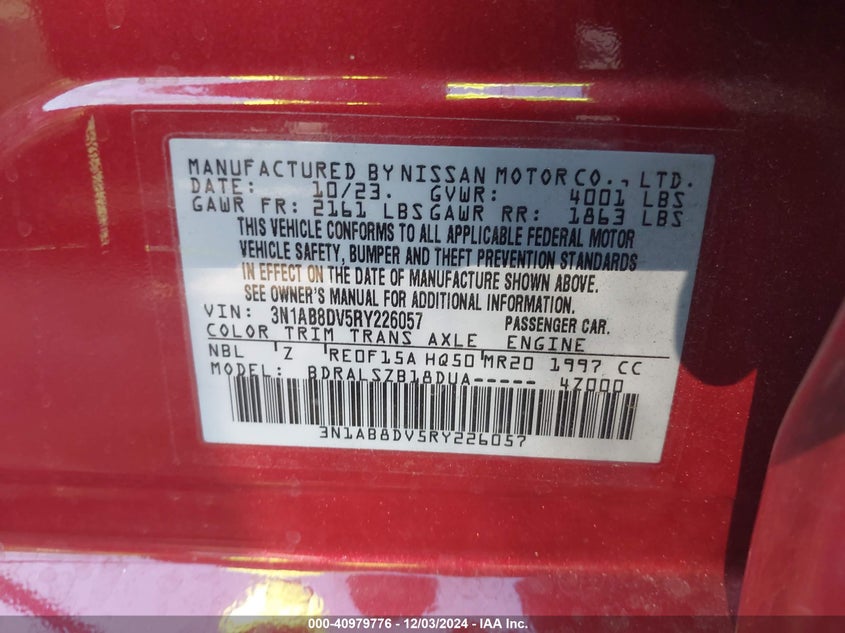 MANUFACTURED BY NISSAN MOTOR CO., LTD.
DATE: 10/23. GVWR: 4001 LBS
GAWR FR: 2161 LBS GAWR RR: 1863 LBS
THIS VEHICLE CONFORMS TO ALL APPLICABLE FEDERAL MOTOR
VEHICLE SAFETY, BUMPER AND THEFT PREVENTION STANDARDS
IN EFFECT ON THE DATE OF MANUFACTURE SHOWN ABOVE.
SEE OWNER'S MANUAL FOR ADDITIONAL INFORMATION.
VIN: 3N1AB8DV5RY226057 PASSENGER CAR.
COLOR TRIM TRANS AXLE ENGINE
NBL Z RE0F15A HQ50 MR20 1997 CC
MODEL: BDRALSZB18DUA----- 4Z000
3N1AB8DV5RY226057
000-40979776 - 12/03/2024 - IAA Inc.